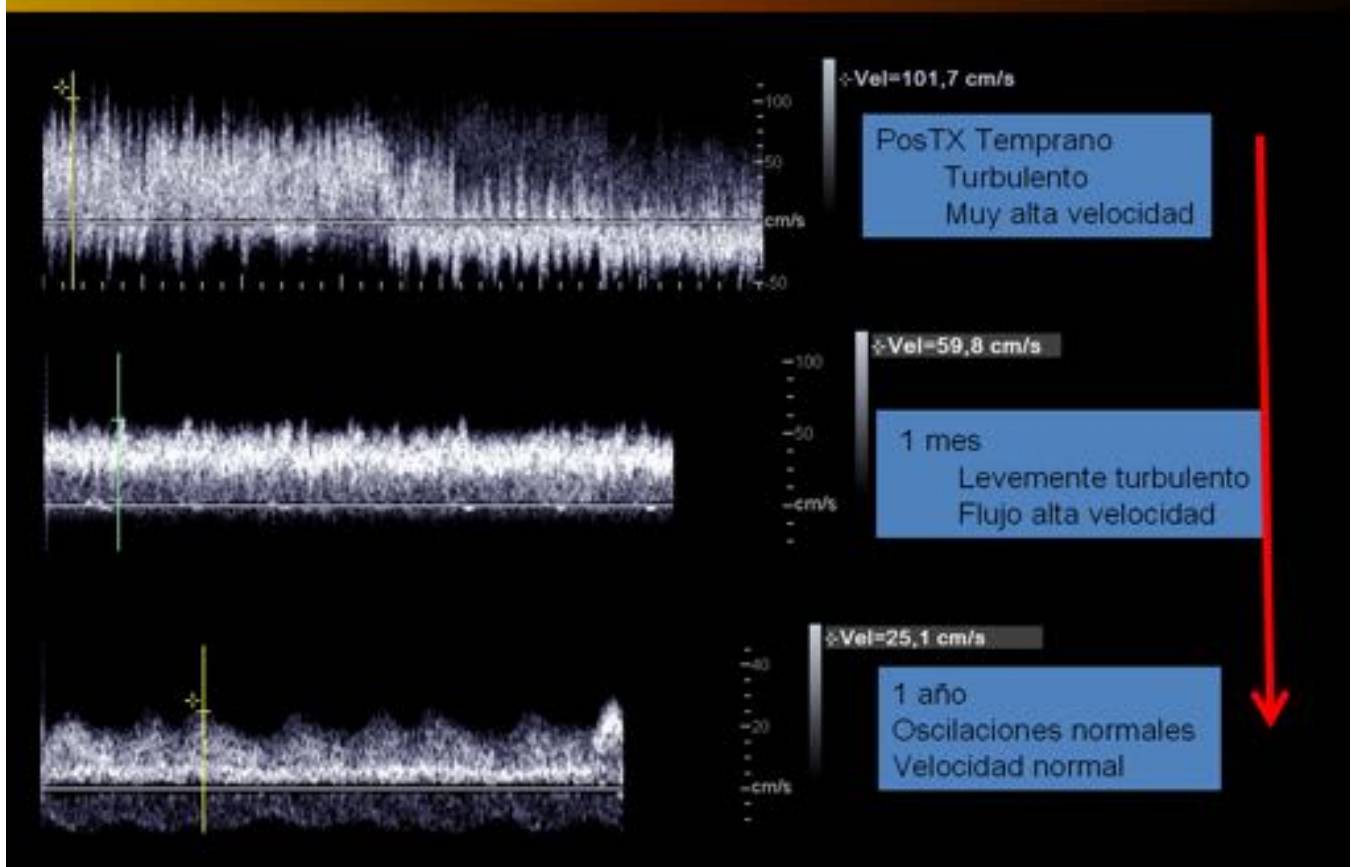 Vel=101,7 cm/s
100
50
cm/s
-50
PosTX Temprano
Turbulento
Muy alta velocidad
Vel=59,8 cm/s
100
50
cm/s
1 mes
Levemente turbulento
Flujo alta velocidad
Vel=25,1 cm/s
40
20
cm/s
1 año
Oscilaciones normales
Velocidad normal